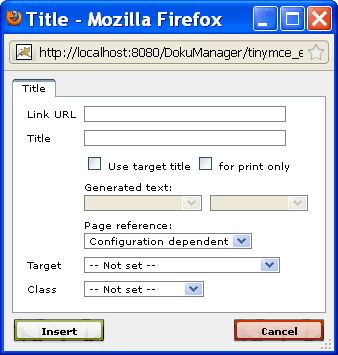 Title - Mozilla Firefox
http://localhost:8080/DokuManager/tinymce_e
Title
Link URL
Title
Use target title for print only
Generated text:
Page reference:
Configuration dependent
Target -- Not set --
Class -- Not set --
Insert Cancel